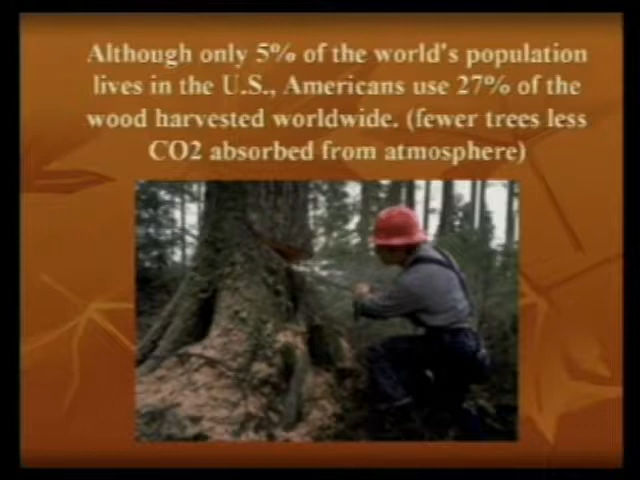 Although only 5% of the world's population
lives in the U.S., Americans use 27% of the
wood harvested worldwide. (fewer trees less
CO2 absorbed from atmosphere)